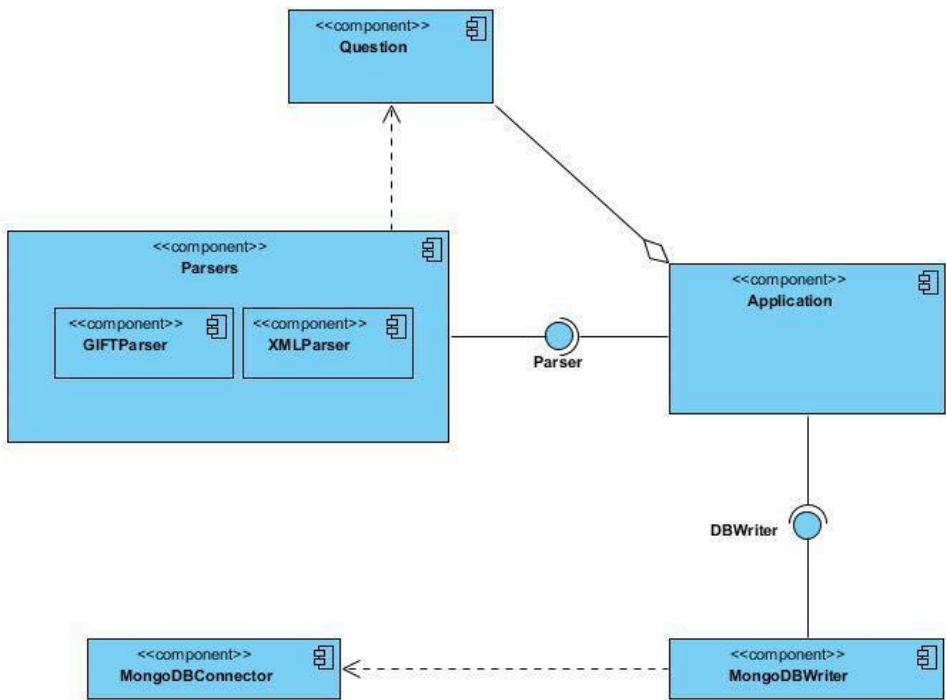 <<component>>
Question
<<component>>
Parsers
<<component>>
GIFTParser
<<component>>
XMLParser
Parser
<<component>>
Application
DBWriter
<<component>>
MongoDBConnector
<<component>>
MongoDBWriter